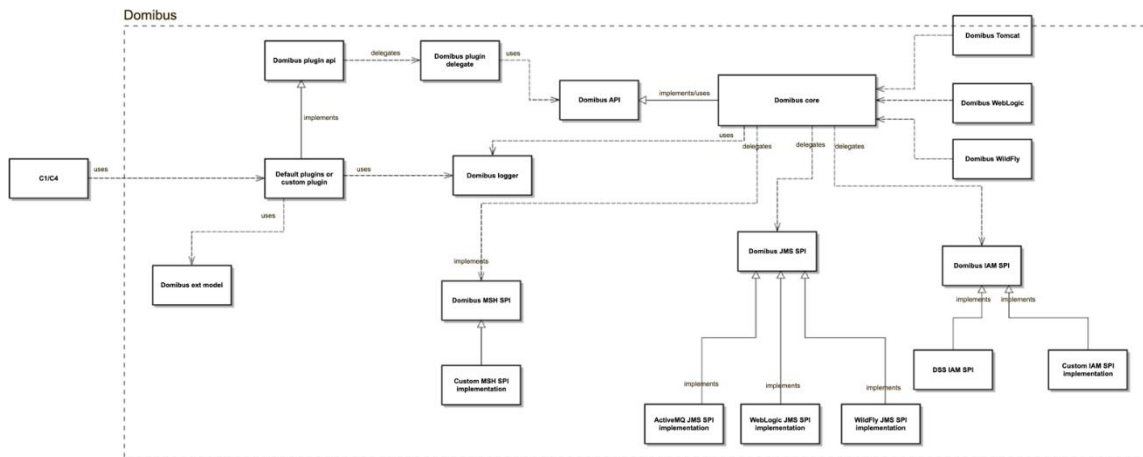 Domibus
Domibus Tomcat
Domibus plugin api
delegates
Domibus plugin
delegate
uses
Domibus API
implements/uses
Domibus core
Domibus WebLogic
implements
uses
delegates
delegates
delegates
Domibus WildFly
C1/C4
uses
Default plugins or
custom plugin
uses
Domibus logger
uses
Domibus ext model
implements
Domibus MSH SPI
Domibus JMS SPI
Domibus IAM SPI
implements
implements
Custom MSH SPI
implementation
DSS IAM SPI
Custom IAM SPI
implementation
implements
implements
implements
ActiveMQ JMS SPI
implementation
WebLogic JMS SPI
implementation
WildFly JMS SPI
implementation